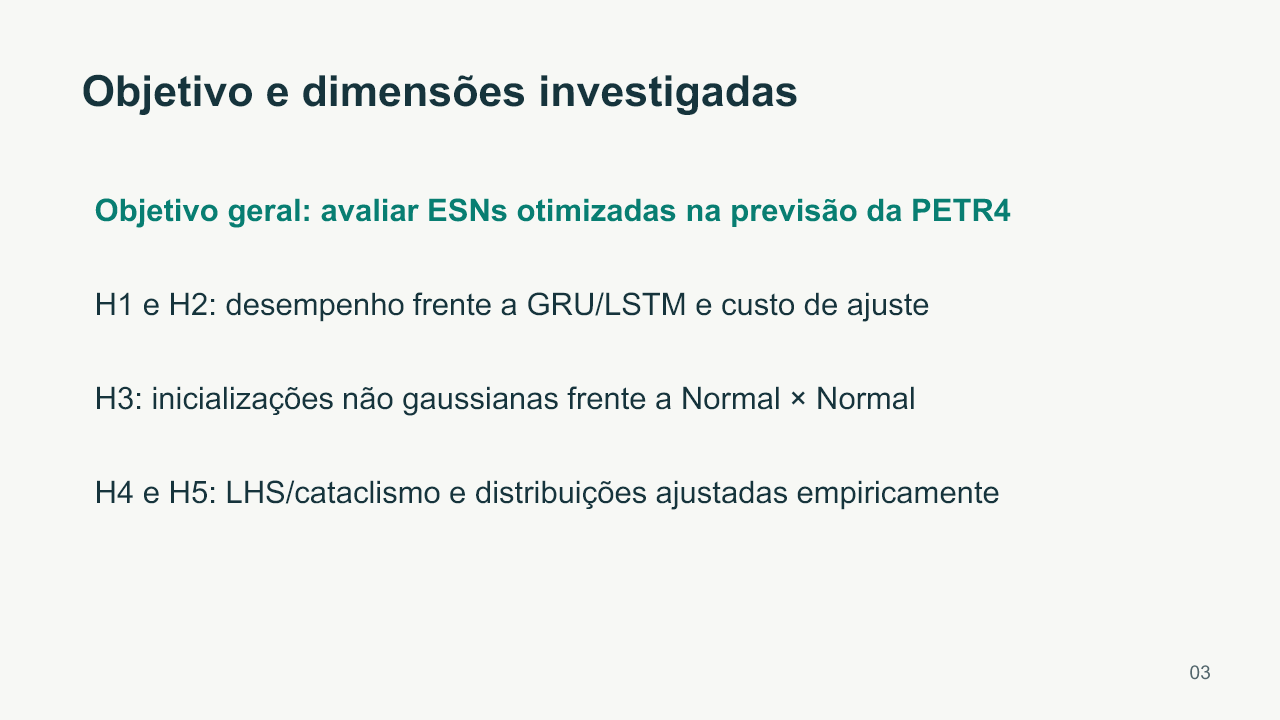 Objetivo e dimensões investigadas
Objetivo geral: avaliar ESNs otimizadas na previsão da PETR4
H1 e H2: desempenho frente a GRU/LSTM e custo de ajuste
H3: inicializações não gaussianas frente a Normal × Normal
H4 e H5: LHS/cataclismo e distribuições ajustadas empiricamente
03